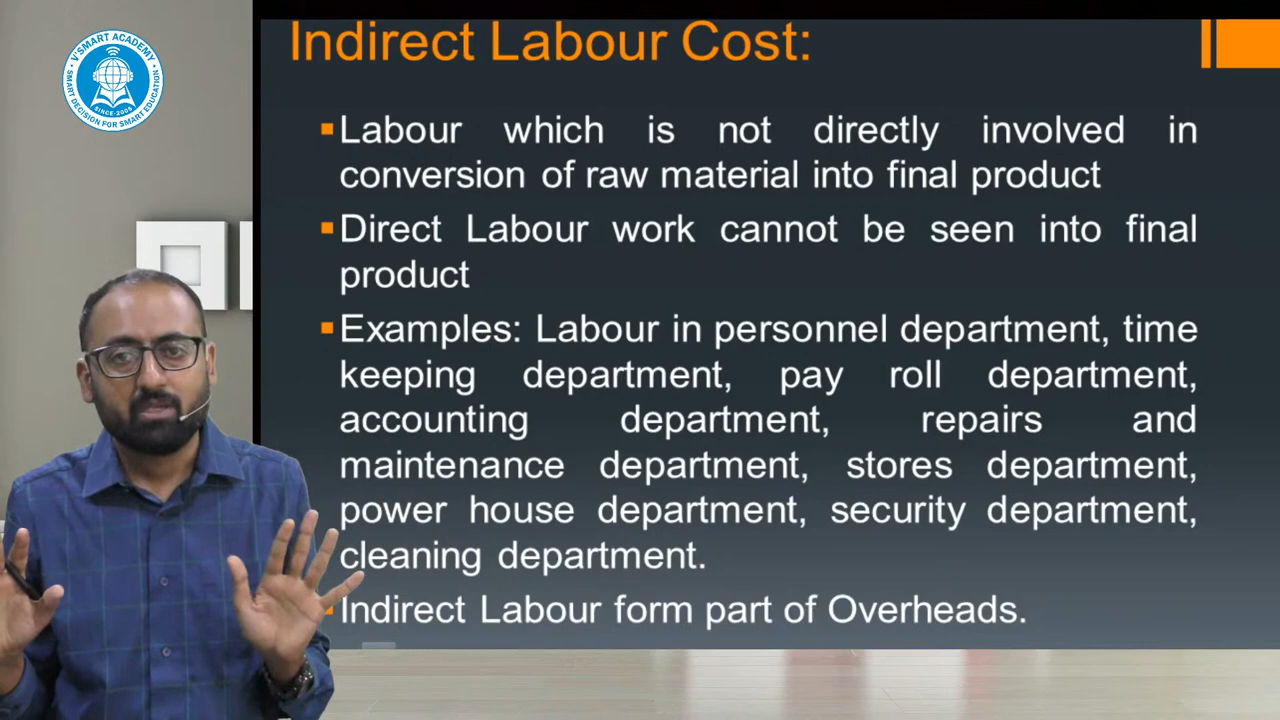 Indirect Labour Cost:
V'SMART ACADEMY
SMART DECISION FOR SMART EDUCATION
SINCE-2005
▪Labour which is not directly involved in
conversion of raw material into final product
▪Direct Labour work cannot be seen into final
product
▪Examples: Labour in personnel department, time
keeping department, pay roll department,
accounting department, repairs and
maintenance department, stores department,
power house department, security department,
cleaning department.
▪Indirect Labour form part of Overheads.